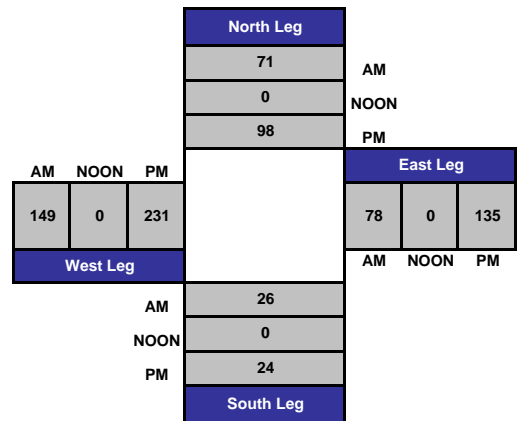 North Leg
71 AM
0 NOON
98 PM
AM NOON PM
East Leg
149 0 231
78 0 135
West Leg
AM NOON PM
AM 26
NOON 0
PM 24
South Leg